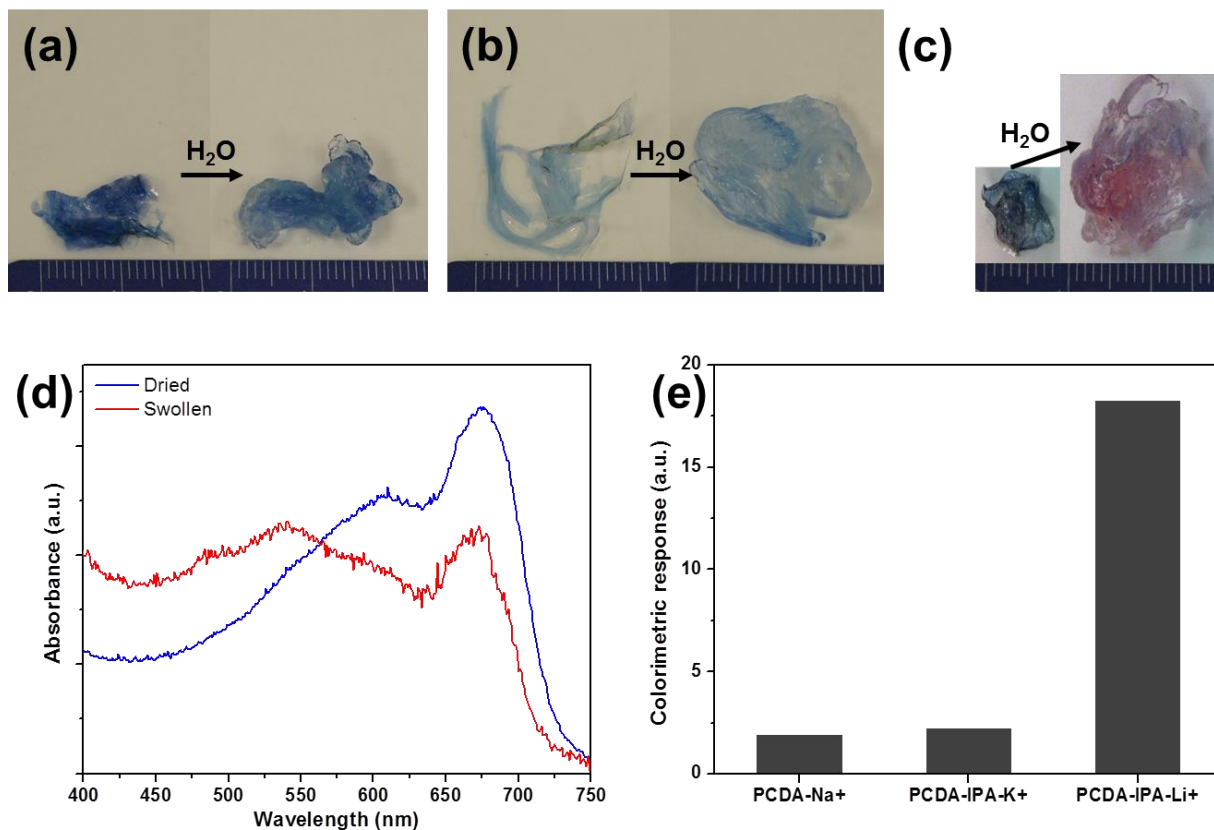 (a)
H₂O
(b)
H₂O
(c)
H₂O
(d)
Dried
Swollen
Absorbance (a.u.)
400 450 500 550 600 650 700 750
Wavelength (nm)
(e)
Colorimetric response (a.u.)
20
15
10
5
0
PCDA-Na+ PCDA-IPA-K+ PCDA-IPA-Li+